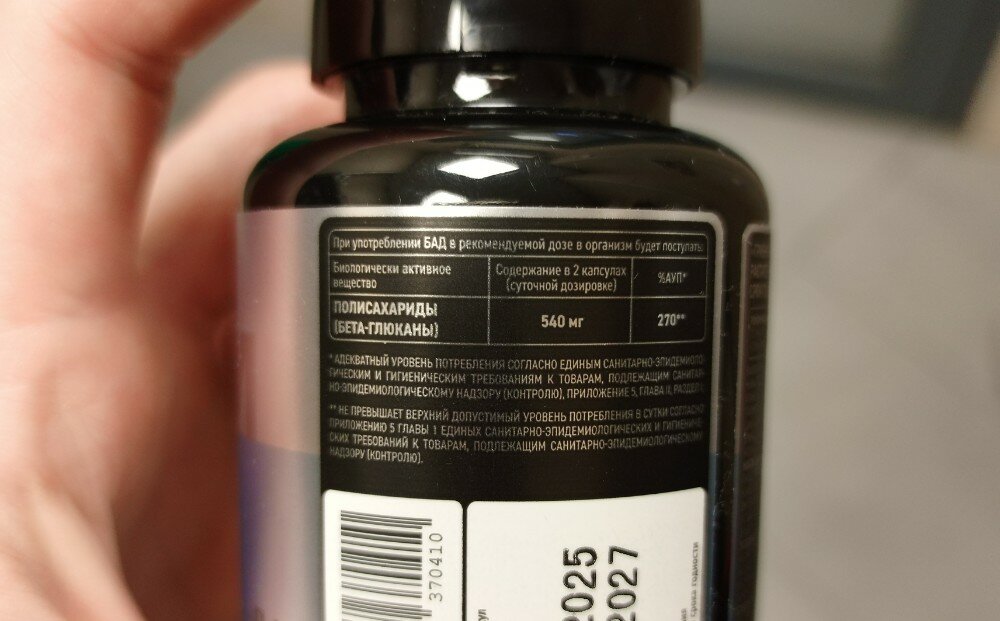 При употреблении БАД в рекомендуемой дозе в организм будет поступать:
Биологически активное
вещество
Содержание в 2 капсулах
(суточной дозировке)
%АУП*
ПОЛИСАХАРИДЫ
(БЕТА-ГЛЮКАНЫ)
540 мг
270**
* АДЕКВАТНЫЙ УРОВЕНЬ ПОТРЕБЛЕНИЯ СОГЛАСНО ЕДИНЫМ САНИТАРНО-ЭПИДЕМИОЛО-
ГИЧЕСКИМ И ГИГИЕНИЧЕСКИМ ТРЕБОВАНИЯМ К ТОВАРАМ, ПОДЛЕЖАЩИМ САНИТАР-
НО-ЭПИДЕМИОЛОГИЧЕСКОМУ НАДЗОРУ (КОНТРОЛЮ), ПРИЛОЖЕНИЕ 5, ГЛАВА II, РАЗДЕЛ
** НЕ ПРЕВЫШАЕТ ВЕРХНИЙ ДОПУСТИМЫЙ УРОВЕНЬ ПОТРЕБЛЕНИЯ В СУТКИ СОГЛАСНО
ПРИЛОЖЕНИЮ 5 ГЛАВЫ 1 ЕДИНЫХ САНИТАРНО-ЭПИДЕМИОЛОГИЧЕСКИХ И ГИГИЕНИЧЕ-
СКИХ ТРЕБОВАНИЙ К ТОВАРАМ, ПОДЛЕЖАЩИМ САНИТАРНО-ЭПИДЕМИОЛОГИЧЕСКОМУ
НАДЗОРУ (КОНТРОЛЮ).
370410
2025
2027
срока годности